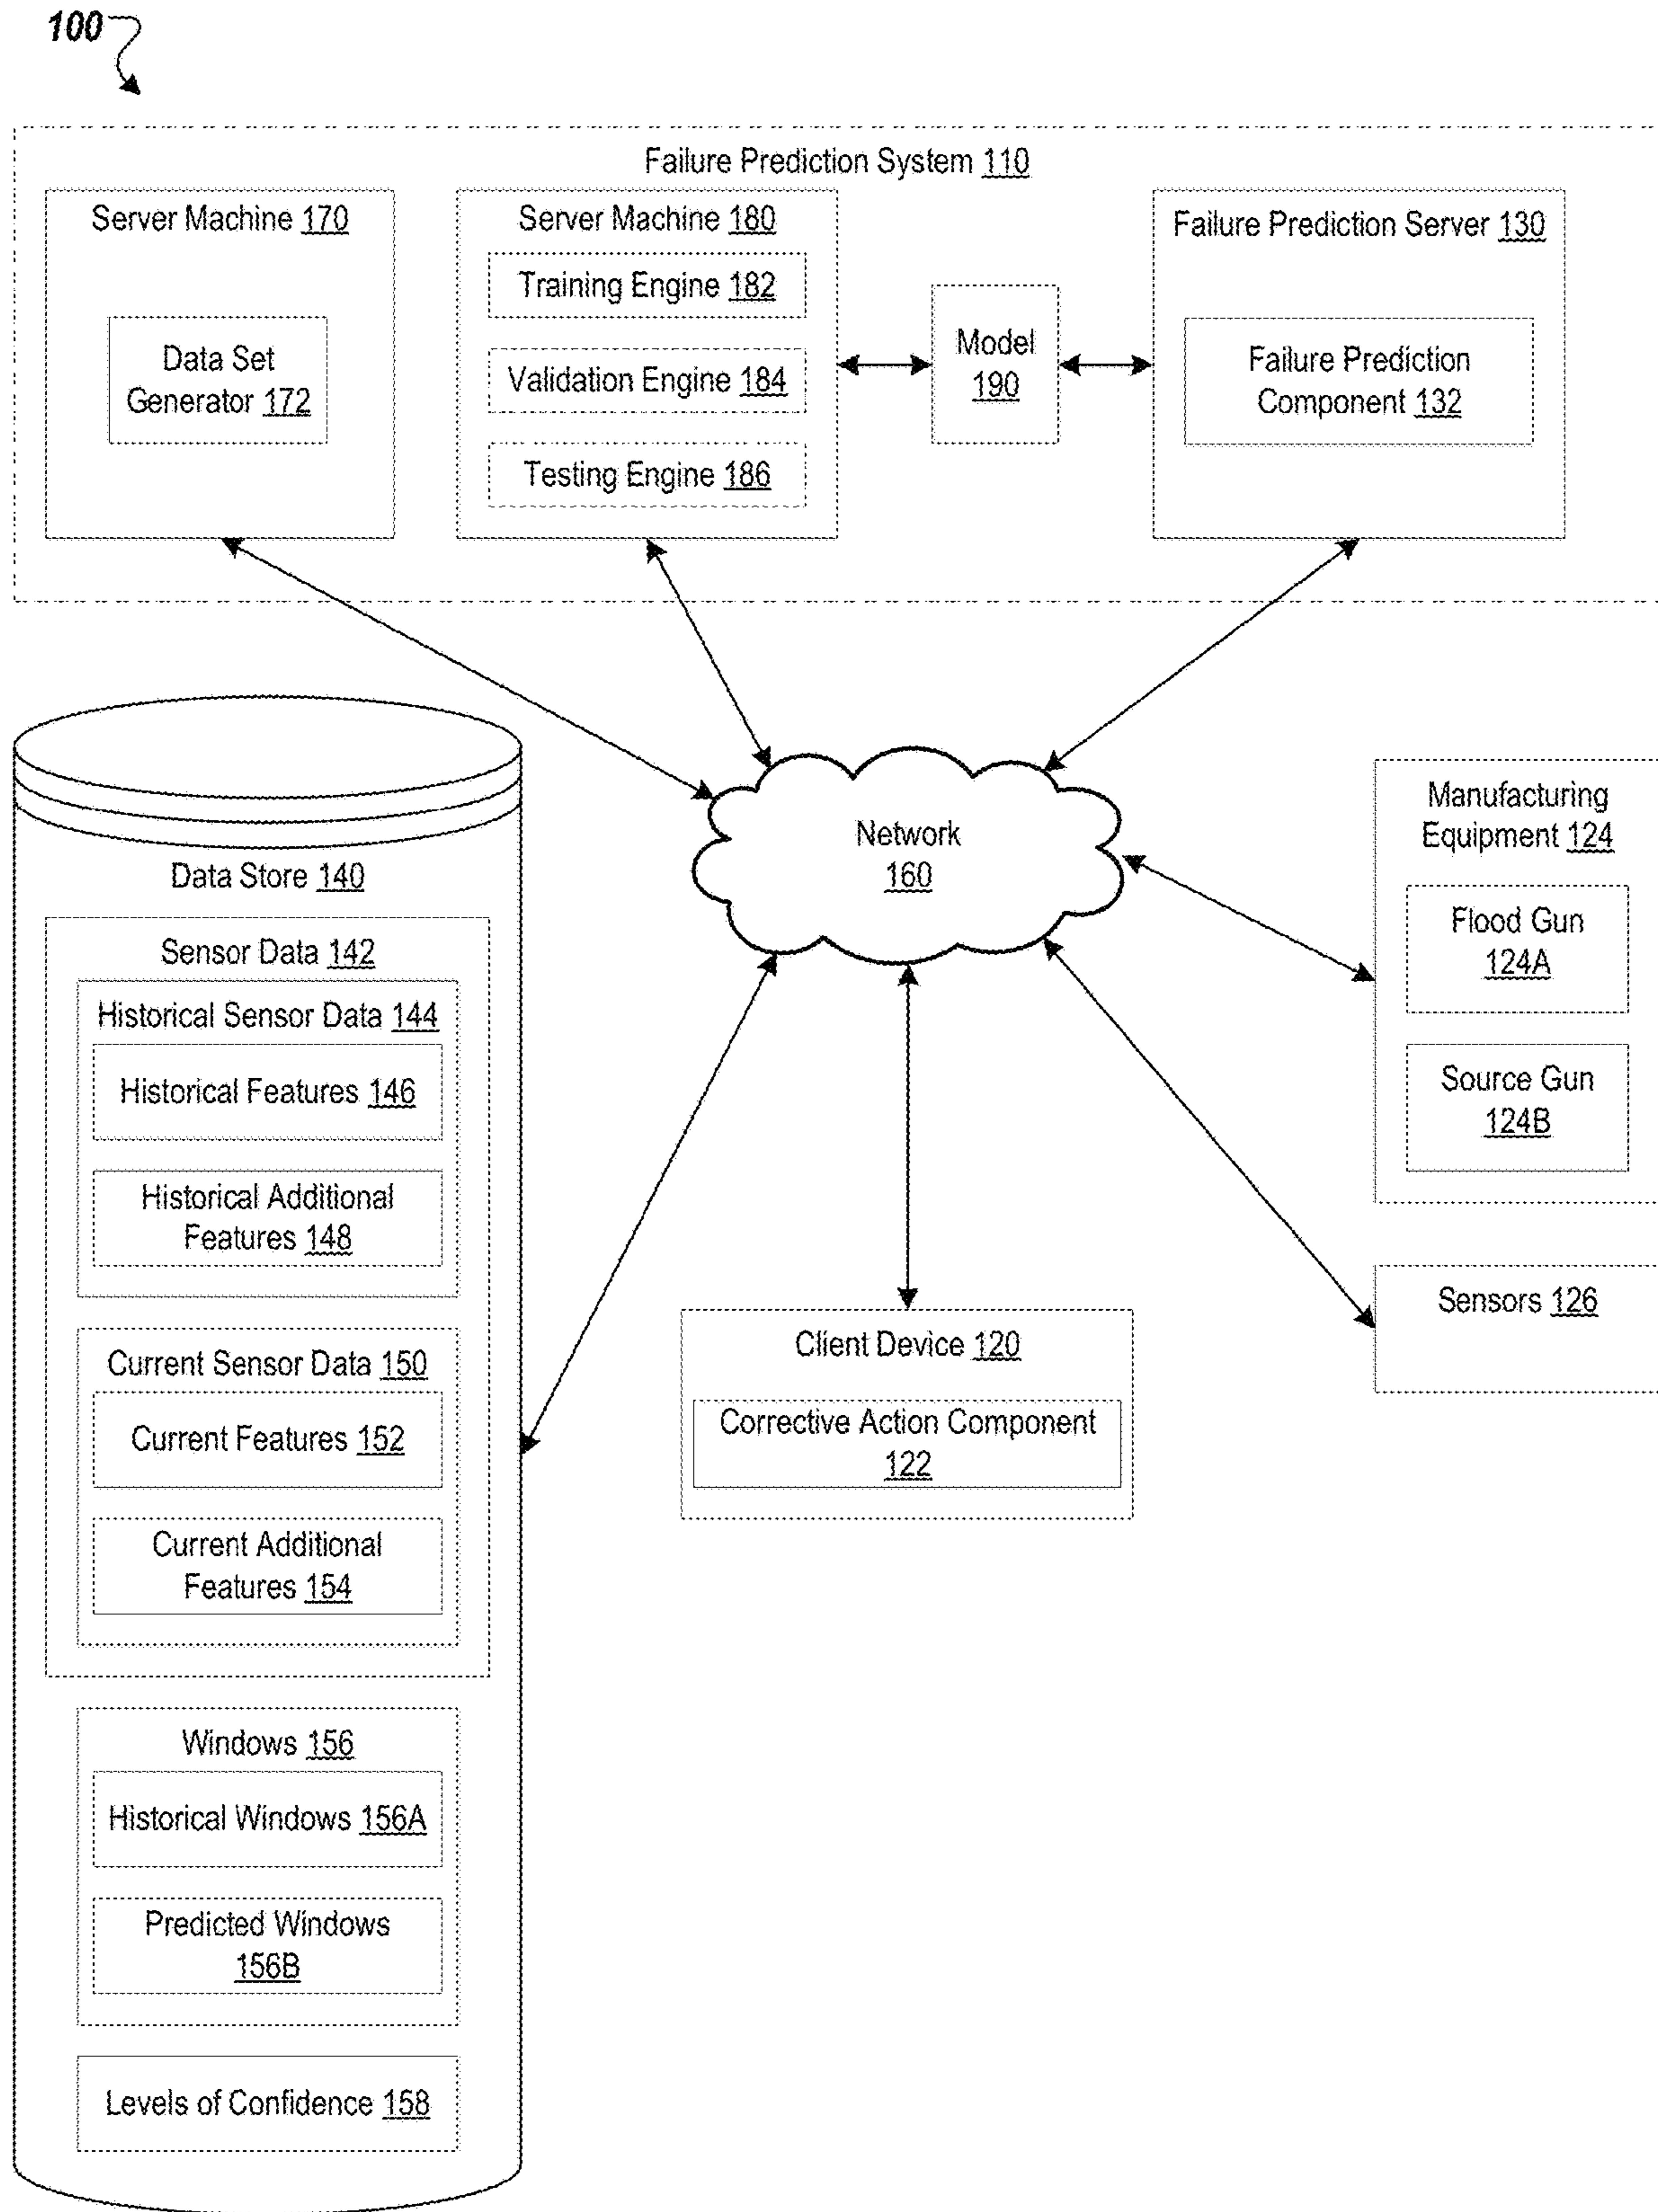 100
Failure Prediction System 110
Server Machine 170
Data Set
Generator 172
Server Machine 180
Training Engine 182
Validation Engine 184
Testing Engine 186
Model
190
Failure Prediction Server 130
Failure Prediction
Component 132
Data Store 140
Sensor Data 142
Historical Sensor Data 144
Historical Features 146
Historical Additional
Features 148
Current Sensor Data 150
Current Features 152
Current Additional
Features 154
Windows 156
Historical Windows 156A
Predicted Windows
156B
Levels of Confidence 158
Network
160
Client Device 120
Corrective Action Component
122
Manufacturing
Equipment 124
Flood Gun
124A
Source Gun
124B
Sensors 126